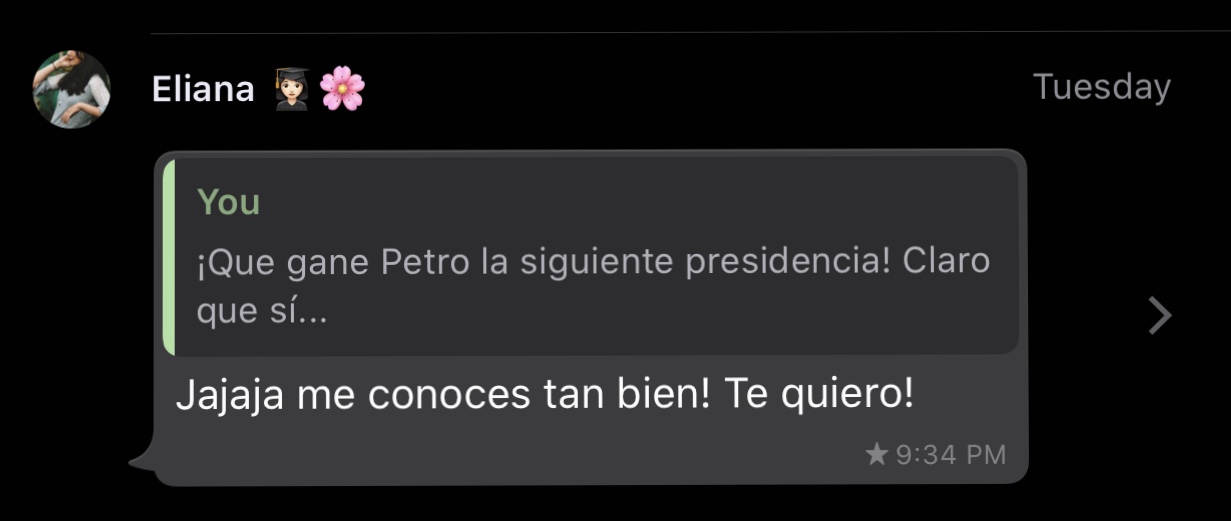 Eliana 👩🏻‍🎓🌸
Tuesday
You
¡Que gane Petro la siguiente presidencia! Claro
que sí...
Jajaja me conoces tan bien! Te quiero!
★ 9:34 PM